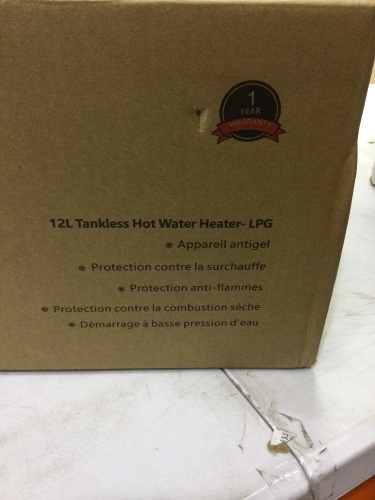 1
YEAR
WARRANTY
12L Tankless Hot Water Heater- LPG
Appareil antigel
Protection contre la surchauffe
Protection anti-flammes
Protection contre la combustion sèche
Démarrage à basse pression d'eau